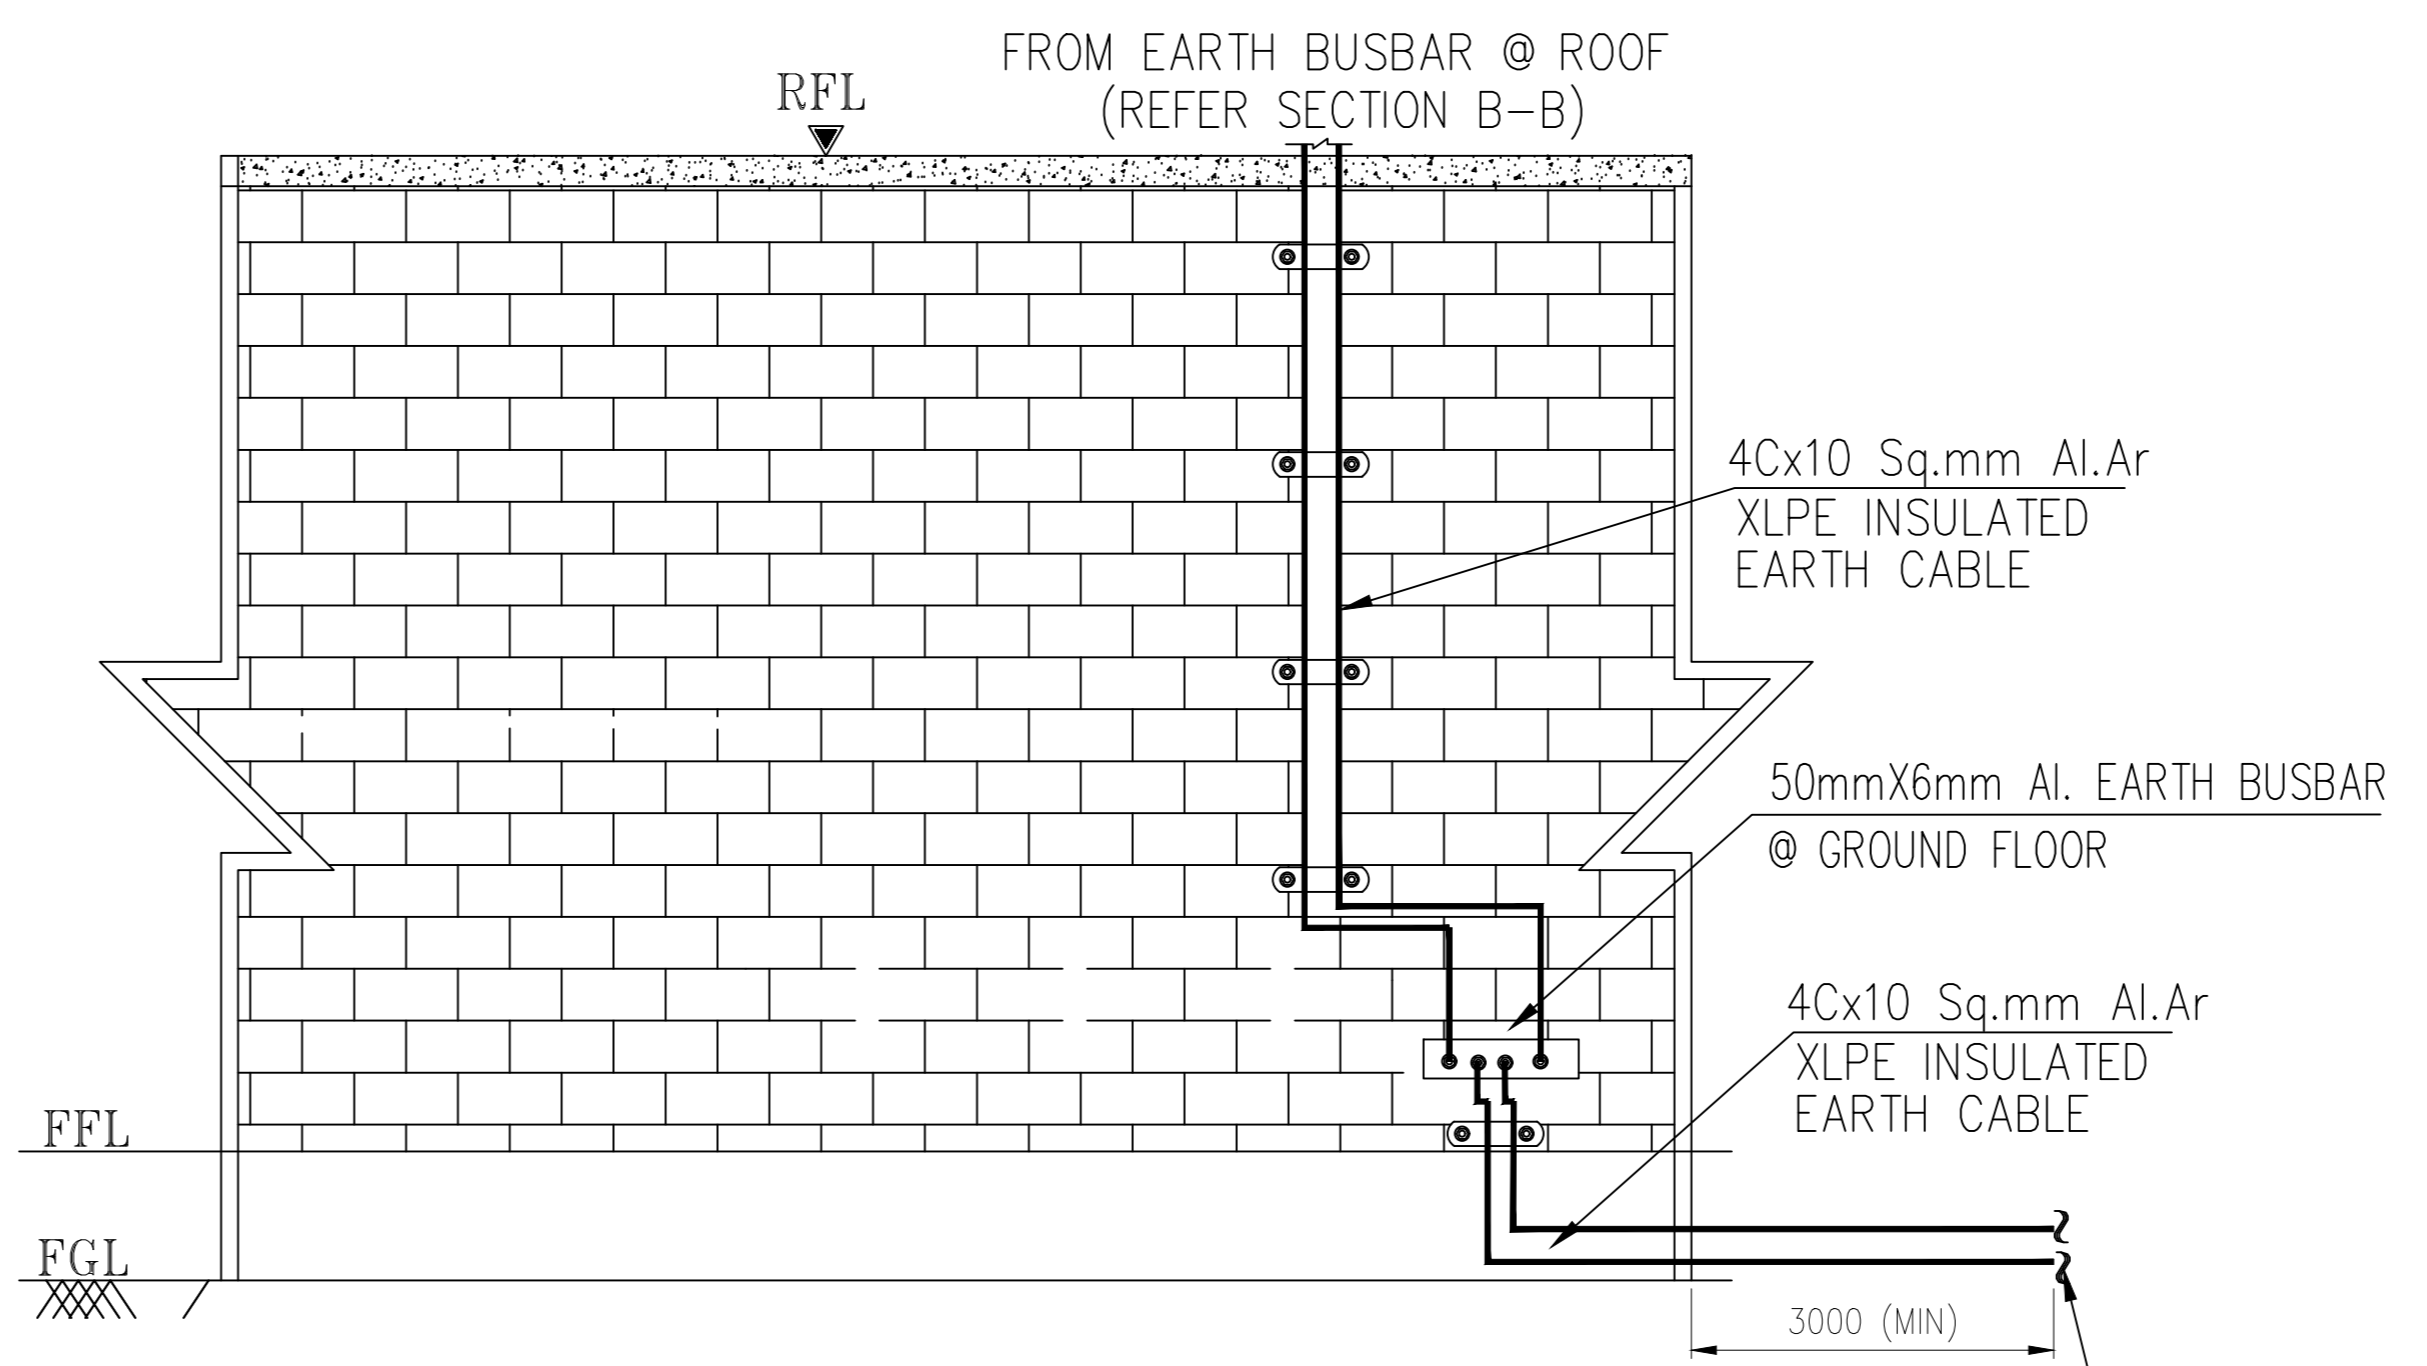 FROM EARTH BUSBAR @ ROOF
(REFER SECTION B-B)
RFL
4Cx10 Sq.mm Al.Ar
XLPE INSULATED
EARTH CABLE
50mmX6mm Al. EARTH BUSBAR
@ GROUND FLOOR
4Cx10 Sq.mm Al.Ar
XLPE INSULATED
EARTH CABLE
FFL
FGL
3000 (MIN)